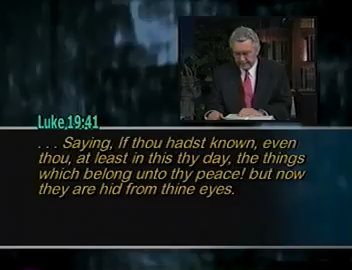 Luke 19:41
. . . Saying, If thou hadst known, even
thou, at least in this thy day, the things
which belong unto thy peace! but now
they are hid from thine eyes.